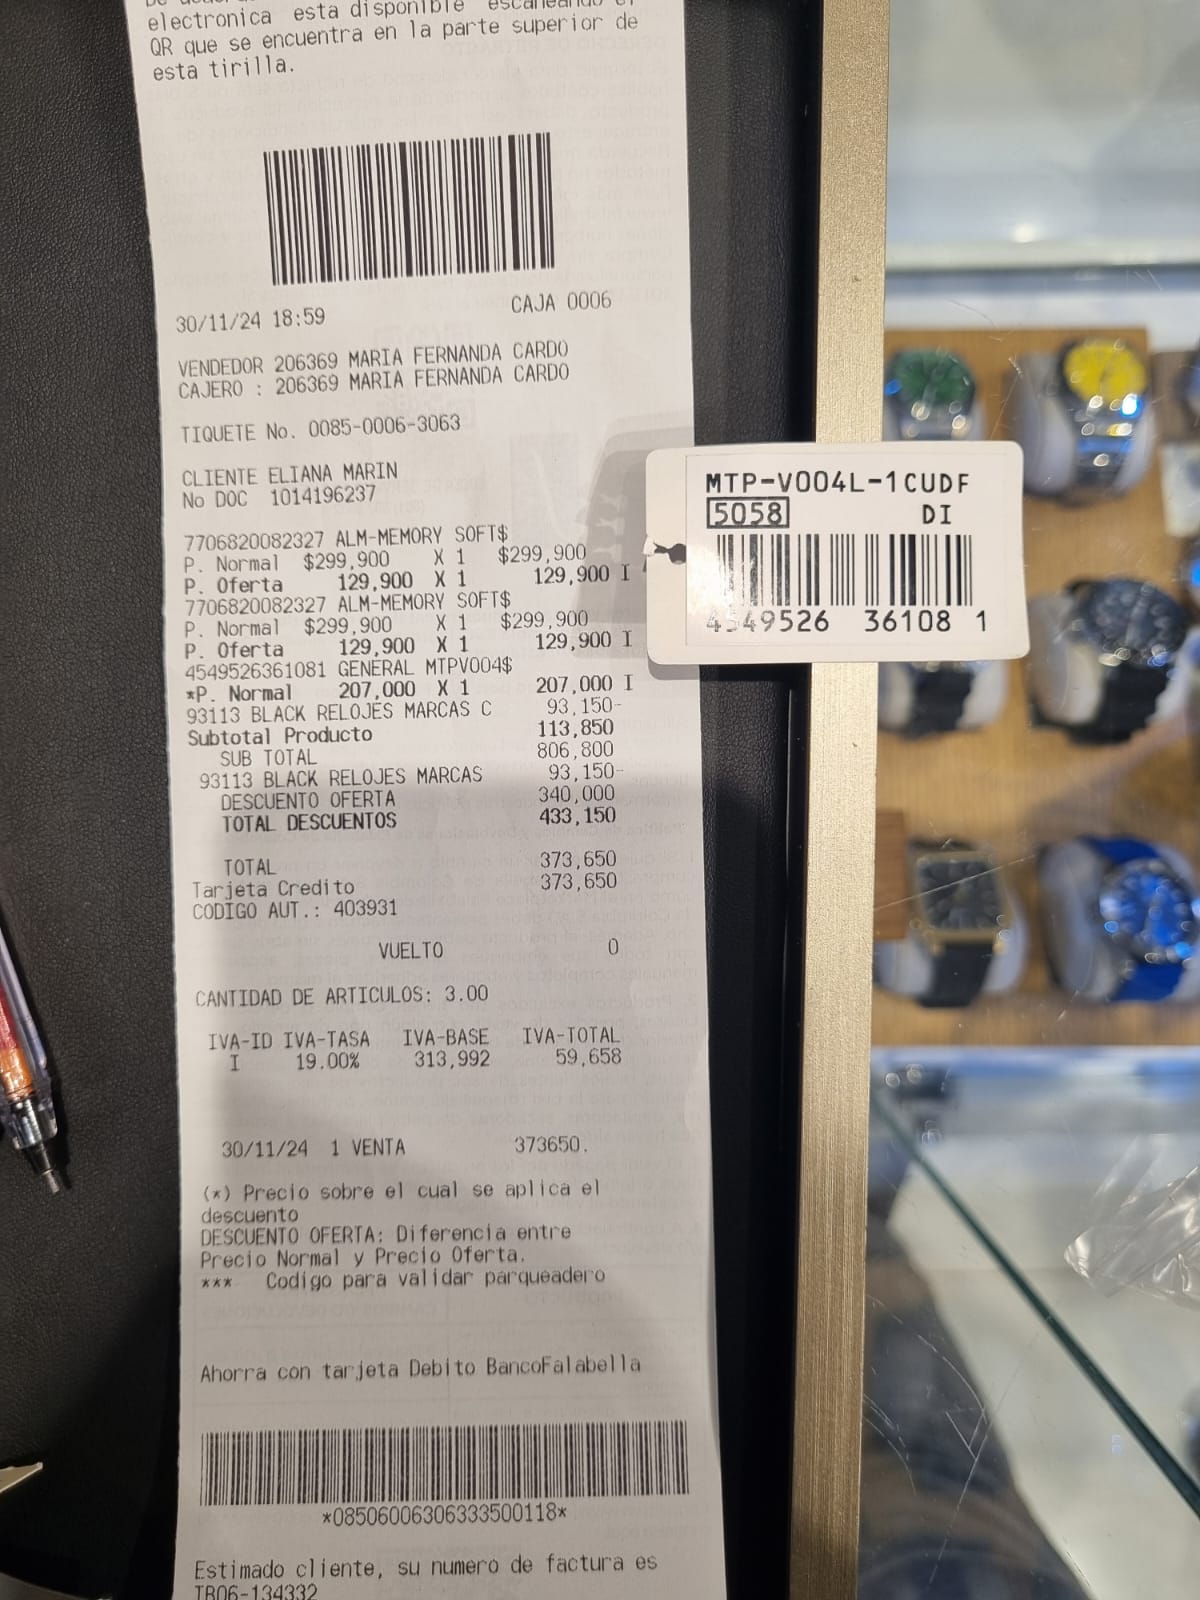 electronica esta disponible escaneando el
QR que se encuentra en la parte superior de
esta tirilla.
30/11/24 18:59 CAJA 0006
VENDEDOR 206369 MARIA FERNANDA CARDO
CAJERO : 206369 MARIA FERNANDA CARDO
TIQUETE No. 0085-0006-3063
CLIENTE ELIANA MARIN
No DOC 1014196237
7706820082327 ALM-MEMORY SOFT$
P. Normal $299,900 X 1 $299,900
P. Oferta 129,900 X 1 129,900 I
7706820082327 ALM-MEMORY SOFT$
P. Normal $299,900 X 1 $299,900
P. Oferta 129,900 X 1 129,900 I
4549526361081 GENERAL MTPV004$
*P. Normal 207,000 X 1 207,000 I
93113 BLACK RELOJES MARCAS C 93,150-
Subtotal Producto 113,850
SUB TOTAL 806,800
93113 BLACK RELOJES MARCAS 93,150-
DESCUENTO OFERTA 340,000
TOTAL DESCUENTOS 433,150
TOTAL 373,650
Tarjeta Credito 373,650
CODIGO AUT.: 403931
VUELTO 0
CANTIDAD DE ARTICULOS: 3.00
IVA-ID IVA-TASA IVA-BASE IVA-TOTAL
I 19.00% 313,992 59,658
30/11/24 1 VENTA 373650.
(*) Precio sobre el cual se aplica el
descuento
DESCUENTO OFERTA: Diferencia entre
Precio Normal y Precio Oferta.
*** Codigo para validar parqueadero
Ahorra con tarjeta Debito BancoFalabella
*08506006306333500118*
Estimado cliente, su numero de factura es
TB06-134332
MTP-V004L-1CUDF
5058 DI
4549526 36108 1